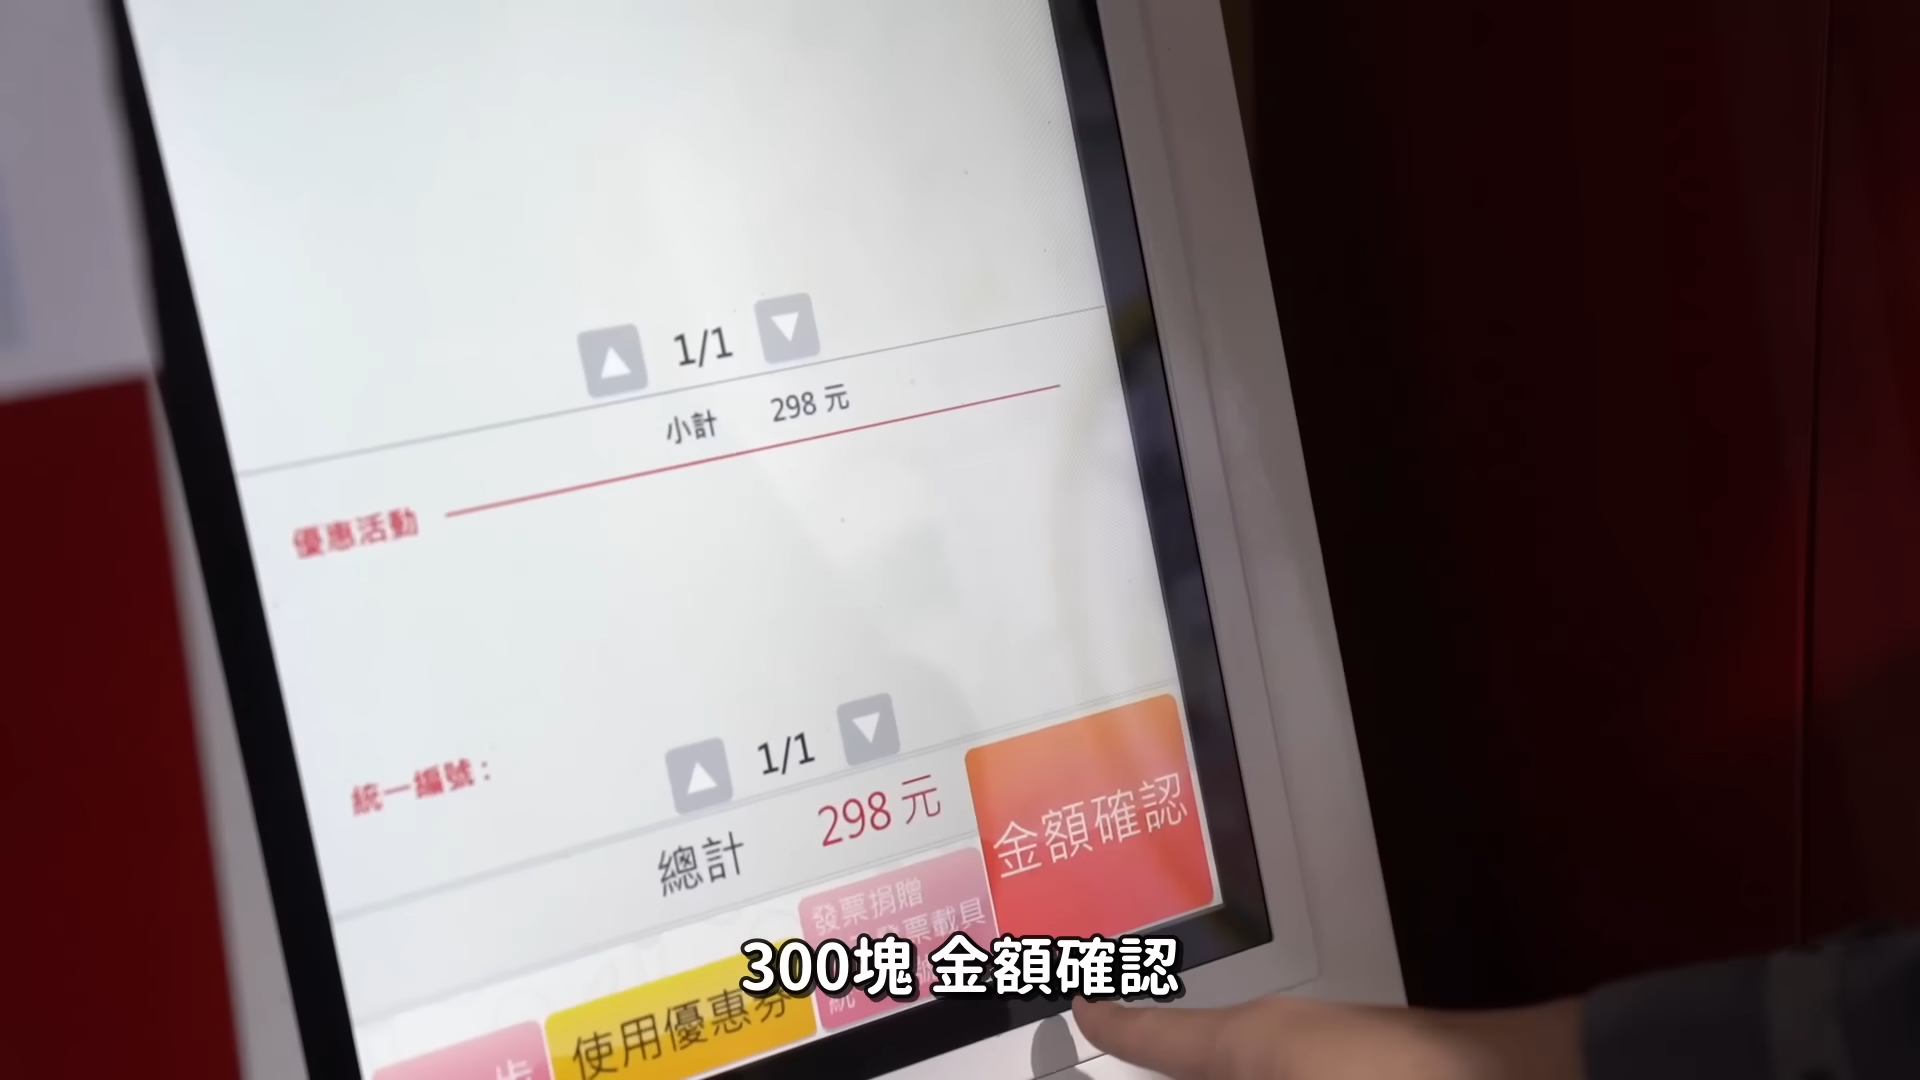 1/1
小計 298 元
優惠活動
1/1
統一編號：
總計 298 元
金額確認
發票捐贈
票載具
統
使用優惠券
步
300塊 金額確認